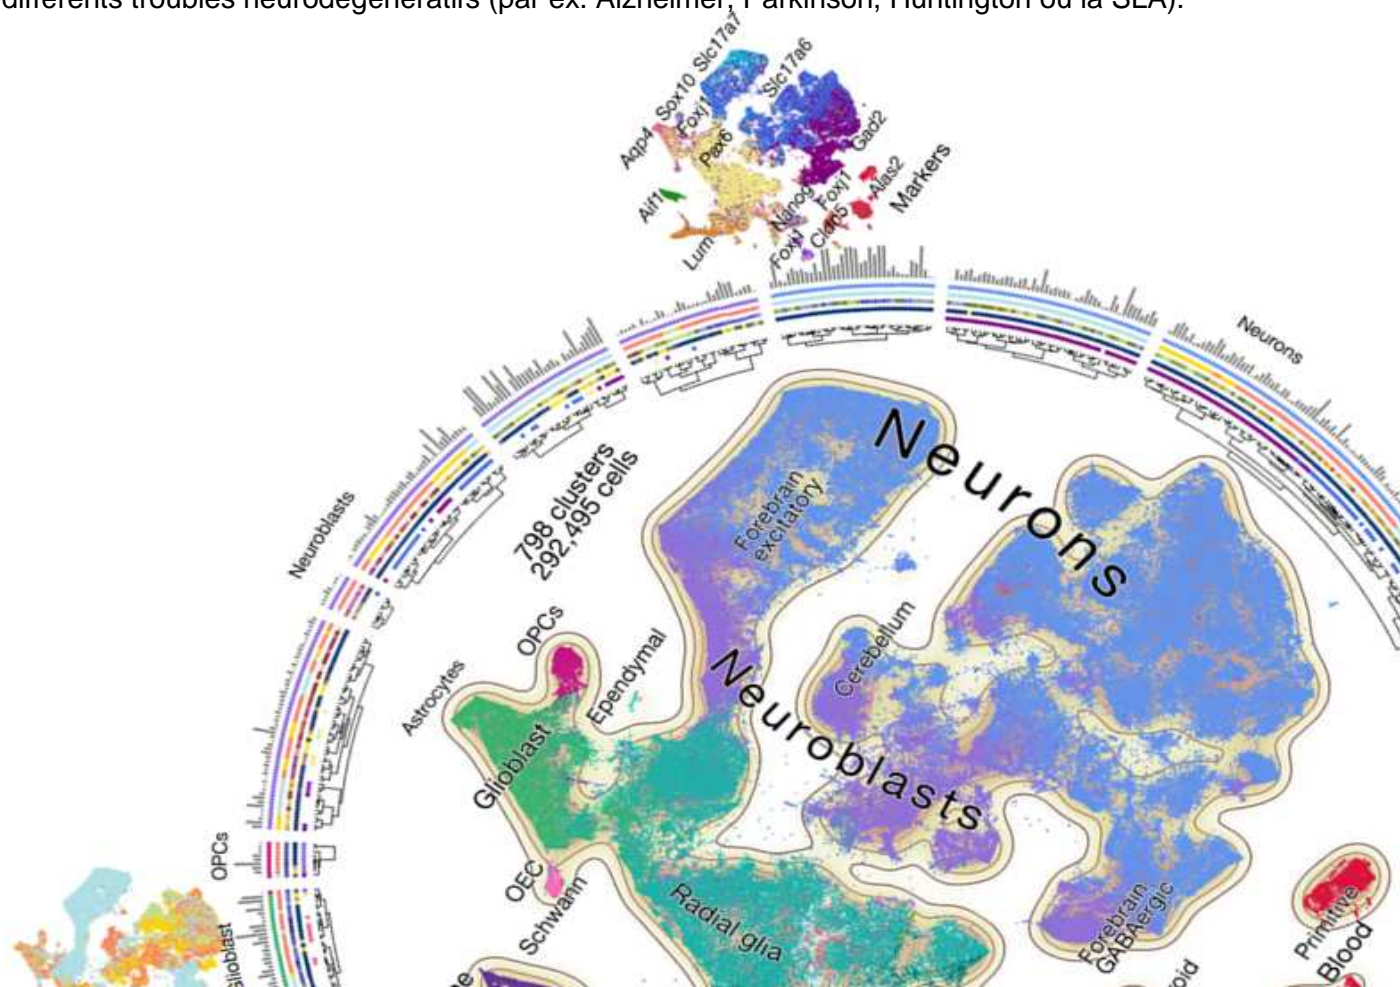 différents troubles neurodégénératifs (par ex. Alzheimer, Parkinson, Huntington ou la SLA).
Slc17a7
Slc17a6
Sox10
Foxj1
Aqp4
Pax6
Gad2
Aif1
Nanog
Foxj1
Alas2
Markers
Lum
Foxj1
Cldn5
Neurons
Neurons
Forebrain
excitatory
798 clusters
292,495 cells
Neuroblasts
OPCs
Ependymal
Cerebellum
Astrocytes
Neuroblasts
Glioblast
OPCs
OEC
Schwann
Radial glia
Forebrain
GABAergic
Primitive
Blood